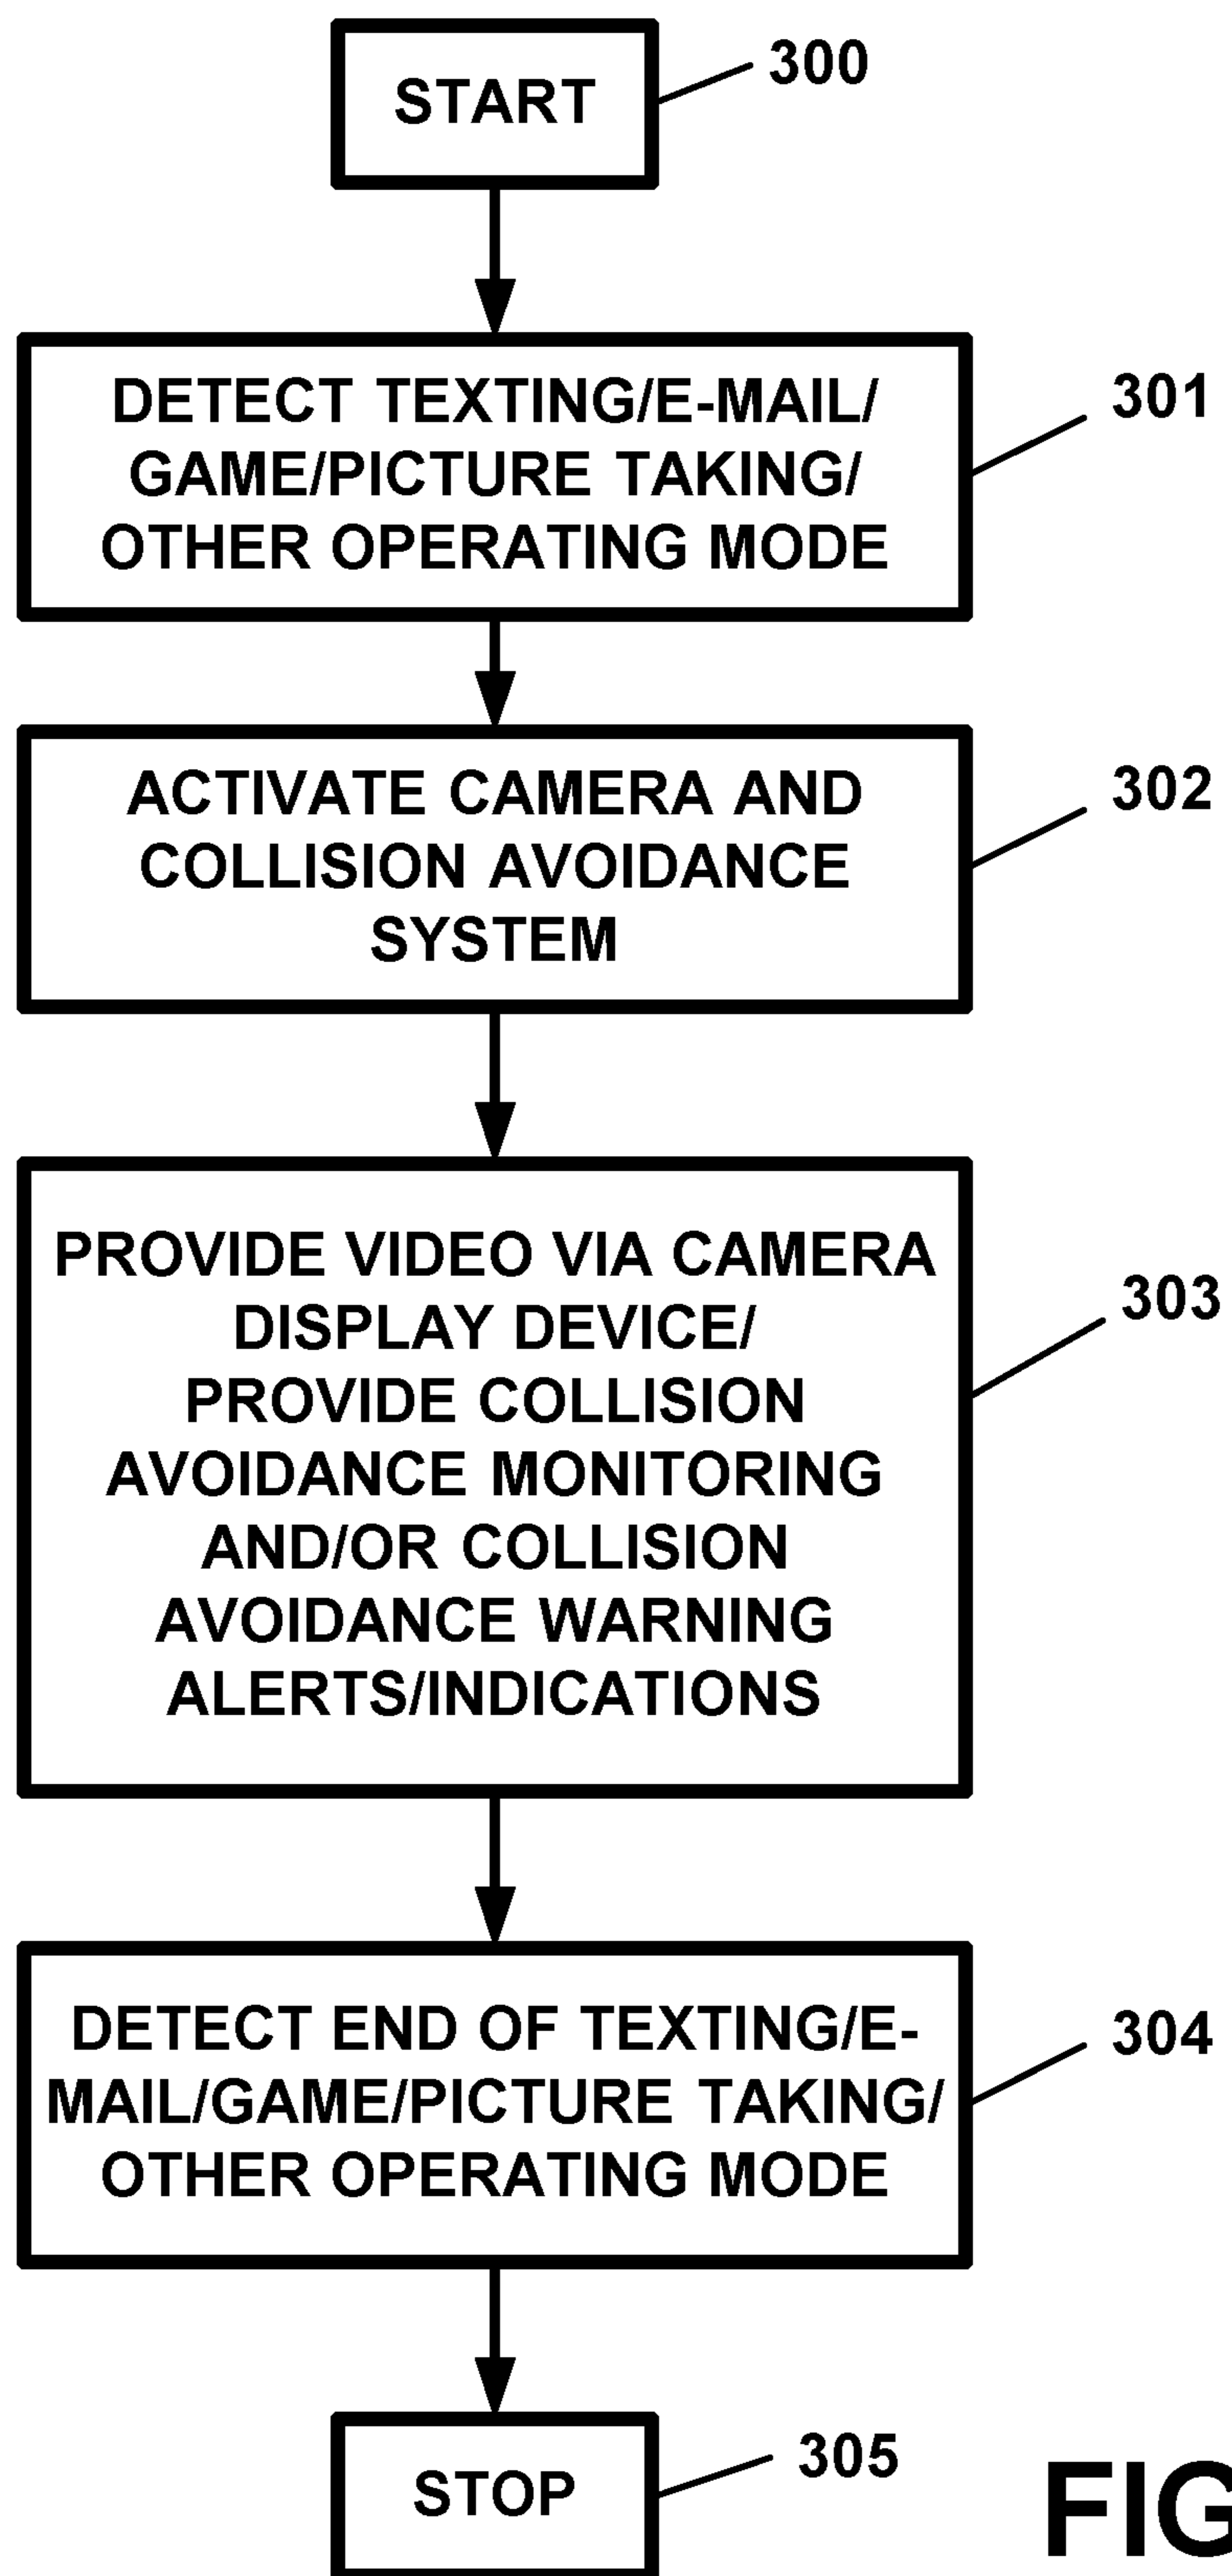 START
300
DETECT TEXTING/E-MAIL/
GAME/PICTURE TAKING/
OTHER OPERATING MODE
301
ACTIVATE CAMERA AND
COLLISION AVOIDANCE
SYSTEM
302
PROVIDE VIDEO VIA CAMERA
DISPLAY DEVICE/
PROVIDE COLLISION
AVOIDANCE MONITORING
AND/OR COLLISION
AVOIDANCE WARNING
ALERTS/INDICATIONS
303
DETECT END OF TEXTING/E-
MAIL/GAME/PICTURE TAKING/
OTHER OPERATING MODE
304
STOP
305
FIG